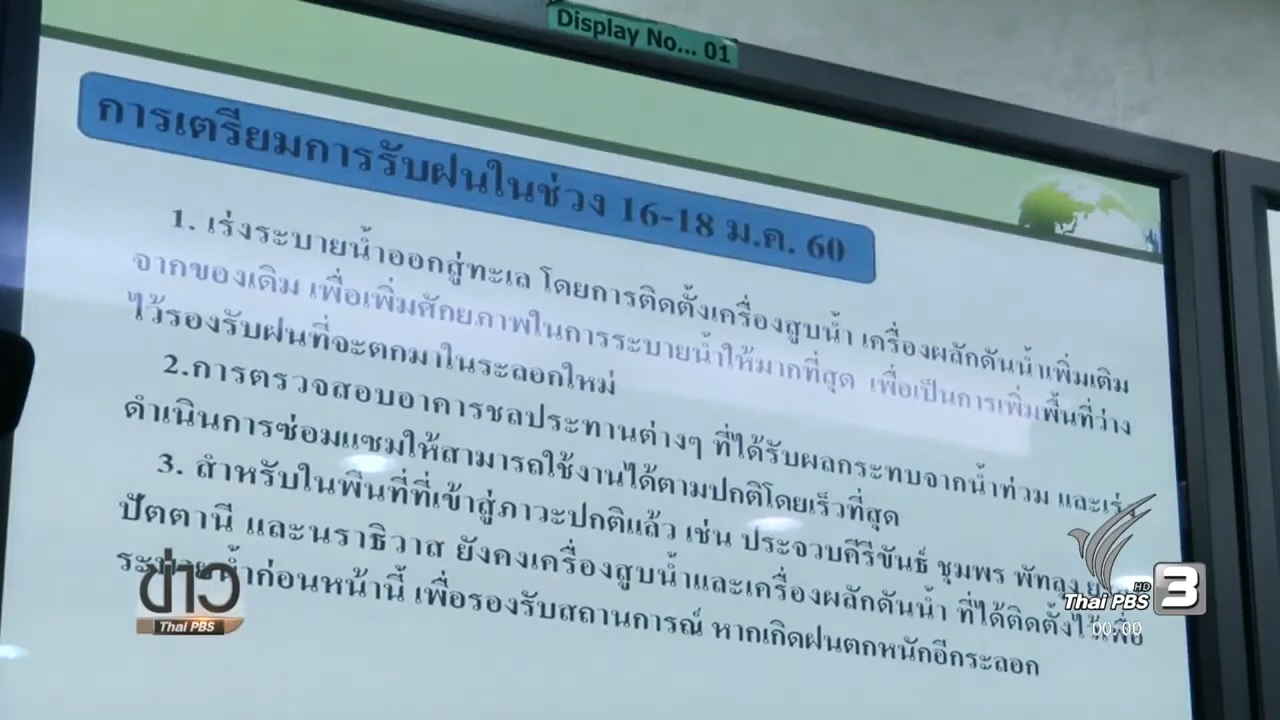 Display No... 01
การเตรียมการรับฝนในช่วง 16-18 ม.ค. 60
1. เร่งระบายน้ำออกสู่ทะเล โดยการติดตั้งเครื่องสูบน้ำ เครื่องผลักดันน้ำเพิ่มเติม
จากของเดิม เพื่อเพิ่มศักยภาพในการระบายน้ำให้มากที่สุด เพื่อเป็นการเพิ่มพื้นที่ว่าง
ไว้รองรับฝนที่จะตกมาในระลอกใหม่
2.การตรวจสอบอาคารชลประทานต่างๆ ที่ได้รับผลกระทบจากน้ำท่วม และเร่ง
ดำเนินการซ่อมแซมให้สามารถใช้งานได้ตามปกติโดยเร็วที่สุด
3. สำหรับในพื้นที่ที่เข้าสู่ภาวะปกติแล้ว เช่น ประจวบคีรีขันธ์ ชุมพร พัทลุง
ปัตตานี และนราธิวาส ยังคงเครื่องสูบน้ำและเครื่องผลักดันน้ำ ที่ได้ติดตั้งไว้เพื่อ
ก่อนหน้านี้ เพื่อรองรับสถานการณ์ หากเกิดฝนตกหนักอีกระลอก
ข่าว
Thai PBS
Thai PBS HD 3
00:00